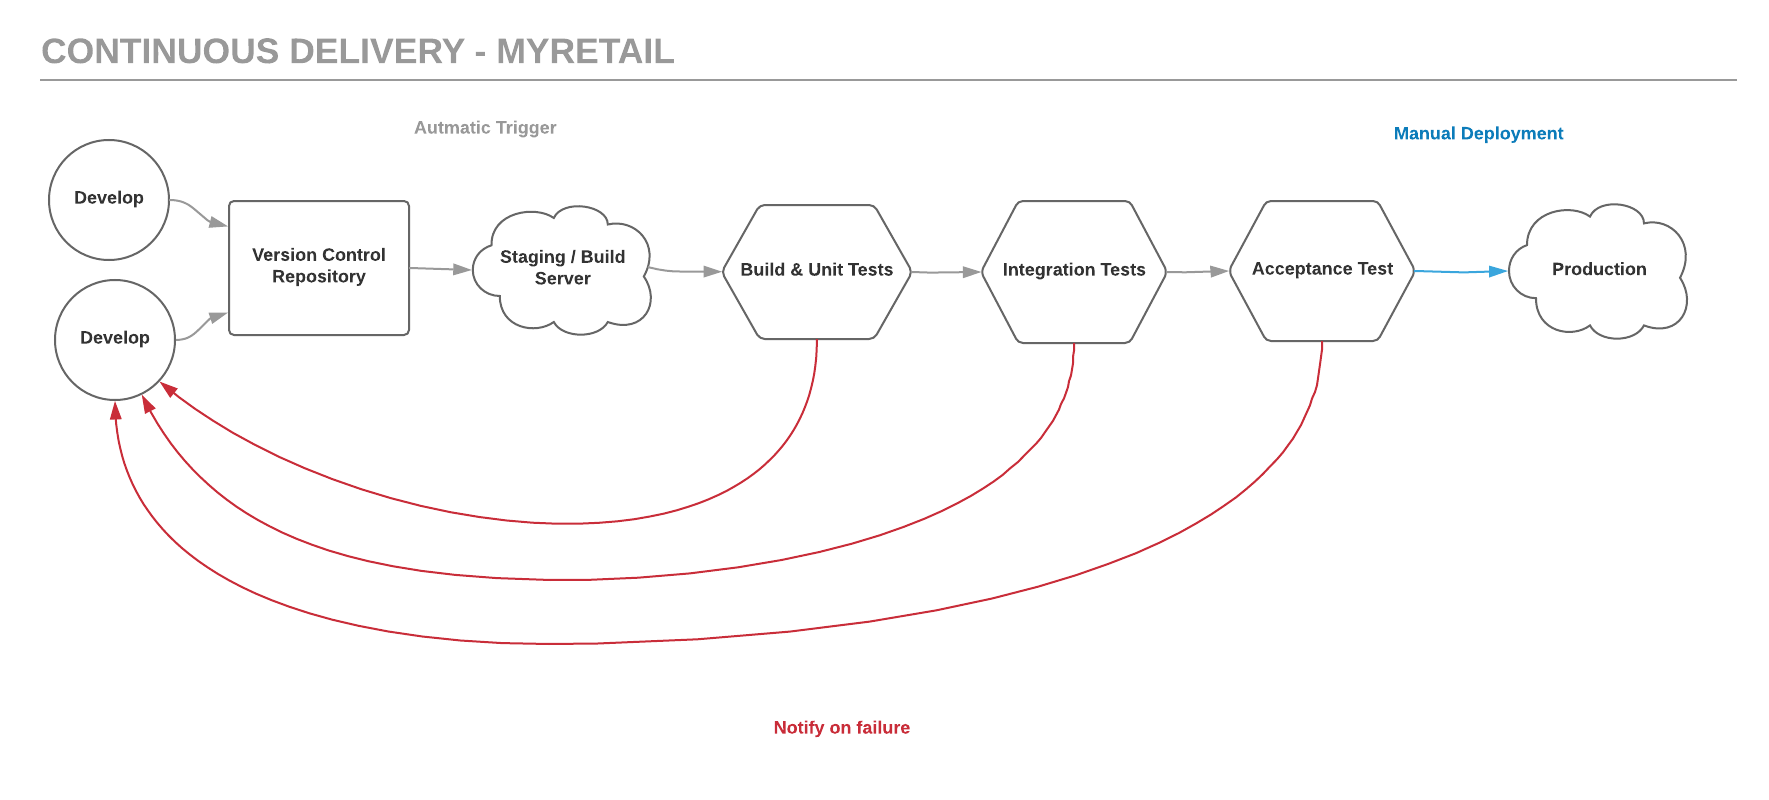 CONTINUOUS DELIVERY - MYRETAIL
Autmatic Trigger
Manual Deployment
Develop
Develop
Version Control
Repository
Staging / Build
Server
Build & Unit Tests
Integration Tests
Acceptance Test
Production
Notify on failure